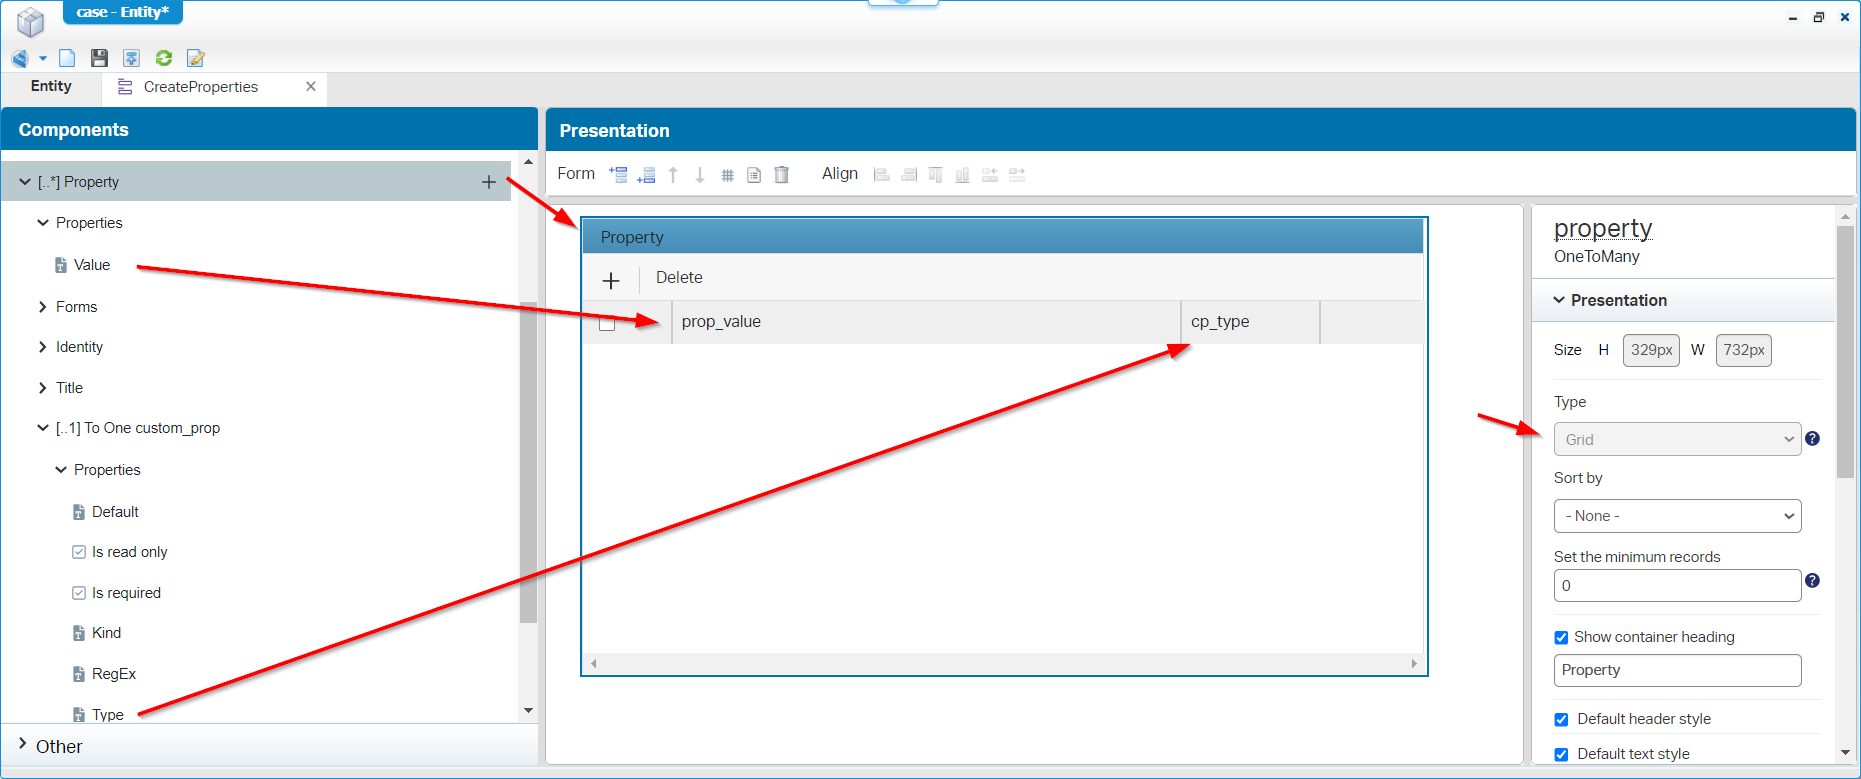 case - Entity*
Entity
CreateProperties
Components
[..*] Property
Properties
Value
Forms
Identity
Title
[..1] To One custom_prop
Properties
Default
Is read only
Is required
Kind
RegEx
Type
Other
Presentation
Form
Align
Property
Delete
prop_value
cp_type
property
OneToMany
Presentation
Size H 329px W 732px
Type
Grid
Sort by
- None -
Set the minimum records
0
Show container heading
Property
Default header style
Default text style